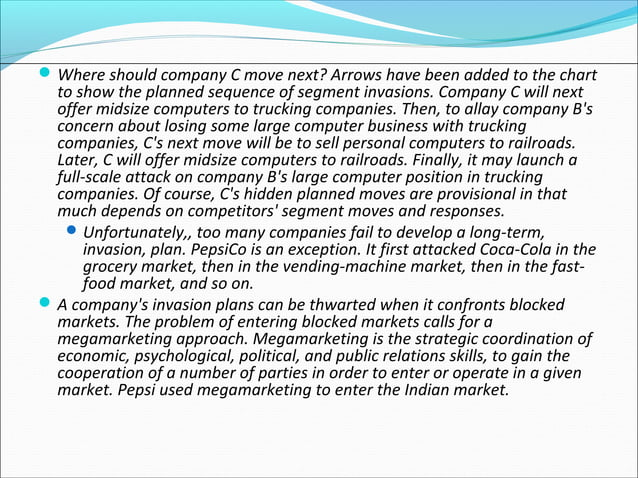 Where should company C move next? Arrows have been added to the chart
to show the planned sequence of segment invasions. Company C will next
offer midsize computers to trucking companies. Then, to allay company B's
concern about losing some large computer business with trucking
companies, C's next move will be to sell personal computers to railroads.
Later, C will offer midsize computers to railroads. Finally, it may launch a
full-scale attack on company B's large computer position in trucking
companies. Of course, C's hidden planned moves are provisional in that
much depends on competitors' segment moves and responses.
Unfortunately,, too many companies fail to develop a long-term,
invasion, plan. PepsiCo is an exception. It first attacked Coca-Cola in the
grocery market, then in the vending-machine market, then in the fast-
food market, and so on.
A company's invasion plans can be thwarted when it confronts blocked
markets. The problem of entering blocked markets calls for a
megamarketing approach. Megamarketing is the strategic coordination of
economic, psychological, political, and public relations skills, to gain the
cooperation of a number of parties in order to enter or operate in a given
market. Pepsi used megamarketing to enter the Indian market.